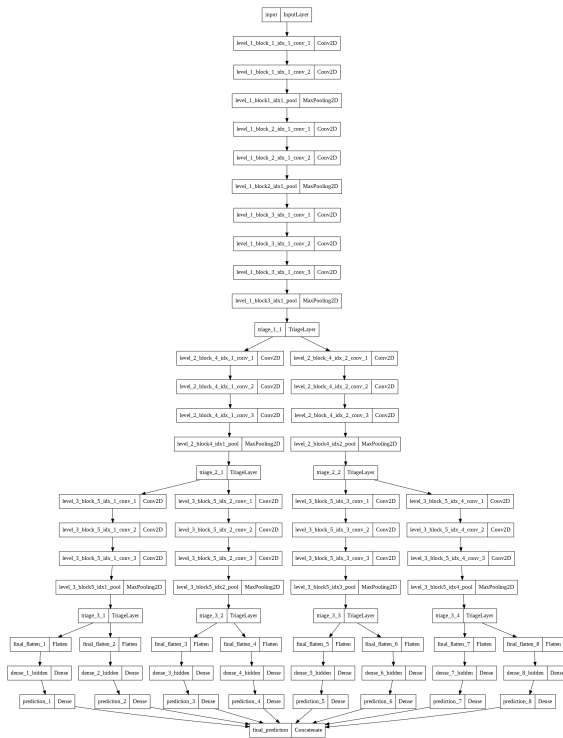 input InputLayer
level_1_block_1_idx_1_conv_1 Conv2D
level_1_block_1_idx_1_conv_2 Conv2D
level_1_block1_idx1_pool MaxPooling2D
level_1_block_2_idx_1_conv_1 Conv2D
level_1_block_2_idx_1_conv_2 Conv2D
level_1_block2_idx1_pool MaxPooling2D
level_1_block_3_idx_1_conv_1 Conv2D
level_1_block_3_idx_1_conv_2 Conv2D
level_1_block_3_idx_1_conv_3 Conv2D
level_1_block3_idx1_pool MaxPooling2D
triage_1_1 TriageLayer
level_2_block_4_idx_1_conv_1 Conv2D level_2_block_4_idx_2_conv_1 Conv2D
level_2_block_4_idx_1_conv_2 Conv2D level_2_block_4_idx_2_conv_2 Conv2D
level_2_block_4_idx_1_conv_3 Conv2D level_2_block_4_idx_2_conv_3 Conv2D
level_2_block4_idx1_pool MaxPooling2D level_2_block4_idx2_pool MaxPooling2D
triage_2_1 TriageLayer triage_2_2 TriageLayer
level_3_block_5_idx_1_conv_1 Conv2D level_3_block_5_idx_2_conv_1 Conv2D level_3_block_5_idx_3_conv_1 Conv2D level_3_block_5_idx_4_conv_1 Conv2D
level_3_block_5_idx_1_conv_2 Conv2D level_3_block_5_idx_2_conv_2 Conv2D level_3_block_5_idx_3_conv_2 Conv2D level_3_block_5_idx_4_conv_2 Conv2D
level_3_block_5_idx_1_conv_3 Conv2D level_3_block_5_idx_2_conv_3 Conv2D level_3_block_5_idx_3_conv_3 Conv2D level_3_block_5_idx_4_conv_3 Conv2D
level_3_block5_idx1_pool MaxPooling2D level_3_block5_idx2_pool MaxPooling2D level_3_block5_idx3_pool MaxPooling2D level_3_block5_idx4_pool MaxPooling2D
triage_3_1 TriageLayer triage_3_2 TriageLayer triage_3_3 TriageLayer triage_3_4 TriageLayer
final_flatten_1 Flatten final_flatten_2 Flatten final_flatten_3 Flatten final_flatten_4 Flatten final_flatten_5 Flatten final_flatten_6 Flatten final_flatten_7 Flatten final_flatten_8 Flatten
dense_1_hidden Dense dense_2_hidden Dense dense_3_hidden Dense dense_4_hidden Dense dense_5_hidden Dense dense_6_hidden Dense dense_7_hidden Dense dense_8_hidden Dense
prediction_1 Dense prediction_2 Dense prediction_3 Dense prediction_4 Dense prediction_5 Dense prediction_6 Dense prediction_7 Dense prediction_8 Dense
final_prediction Concatenate